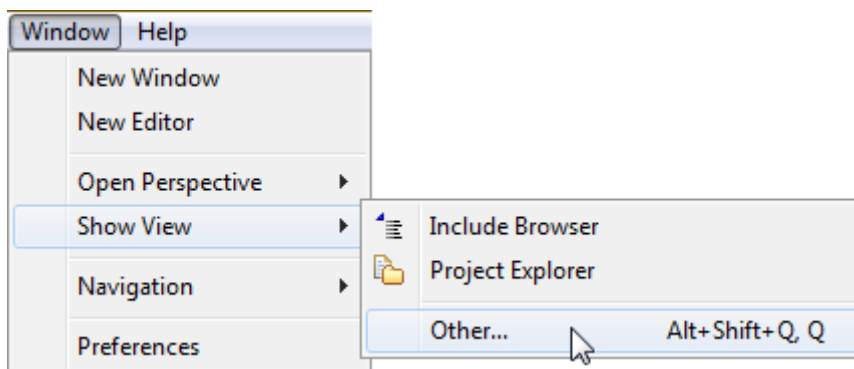 Window Help
New Window
New Editor
Open Perspective
Show View
Navigation
Preferences
Include Browser
Project Explorer
Other... Alt+Shift+Q, Q